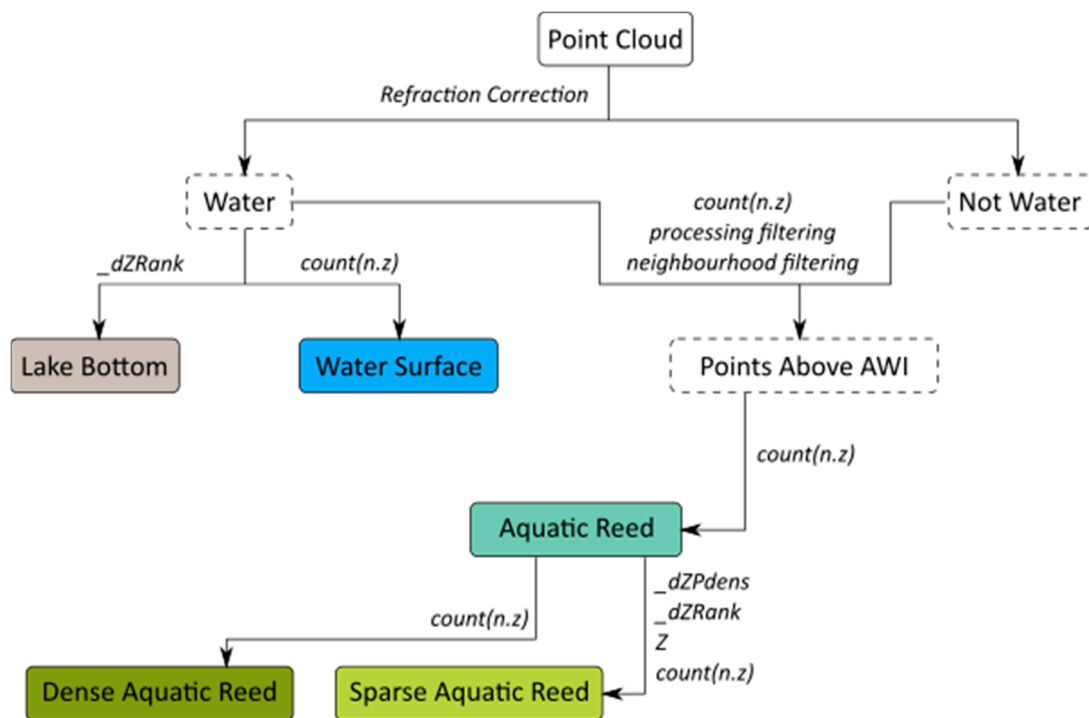 Point Cloud
Refraction Correction
Water
count(n.z)
processing filtering
neighbourhood filtering
Not Water
_dZRank
count(n.z)
Lake Bottom
Water Surface
Points Above AWI
count(n.z)
Aquatic Reed
count(n.z)
_dZPdens
_dZRank
Z
count(n.z)
Dense Aquatic Reed
Sparse Aquatic Reed